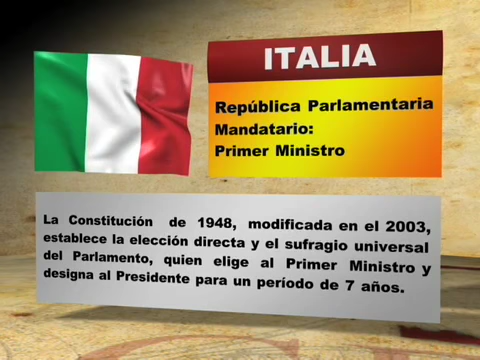 ITALIA
República Parlamentaria
Mandatario:
Primer Ministro
La Constitución de 1948, modificada en el 2003,
establece la elección directa y el sufragio universal
del Parlamento, quien elige al Primer Ministro y
designa al Presidente para un período de 7 años.